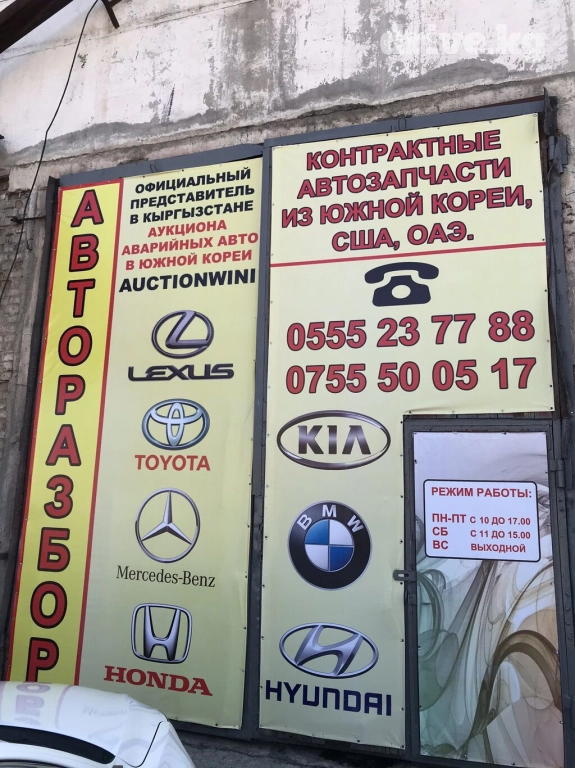 drive.kg
АВТОРАЗБОР
ОФИЦИАЛЬНЫЙ
ПРЕДСТАВИТЕЛЬ
В КЫРГЫЗСТАНЕ
АУКЦИОНА
АВАРИЙНЫХ АВТО
В ЮЖНОЙ КОРЕИ
AUCTIONWINI
LEXUS
TOYOTA
Mercedes-Benz
HONDA
КОНТРАКТНЫЕ
АВТОЗАПЧАСТИ
ИЗ ЮЖНОЙ КОРЕИ,
США, ОАЭ.
0555 23 77 88
0755 50 05 17
KIA
BMW
HYUNDAI
РЕЖИМ РАБОТЫ:
ПН-ПТ С 10 ДО 17.00
СБ С 11 ДО 15.00
ВС ВЫХОДНОЙ